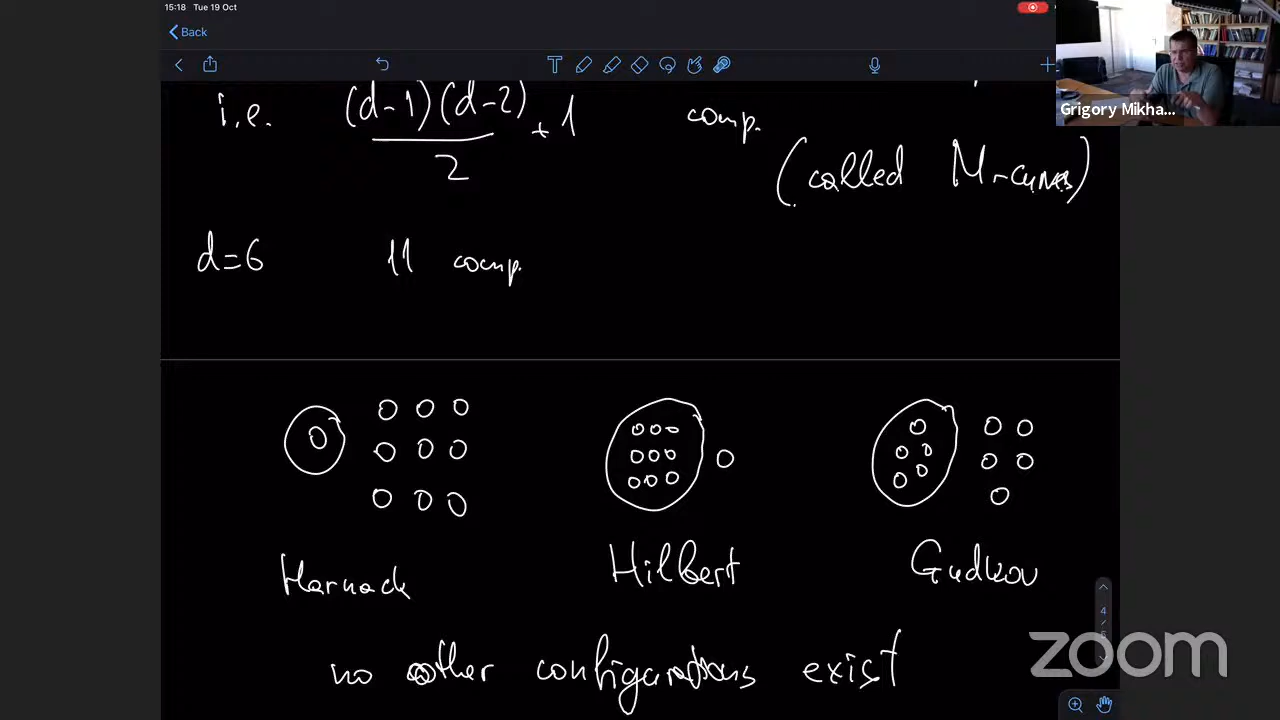 15:18 Tue 19 Oct
Back
Grigory Mikha...
i.e. (d-1)(d-2)/2 + 1 comp.
(called M-curves)
d=6 11 comp.
Harnack Hilbert Gudkov
no other configurations exist
4
zoom